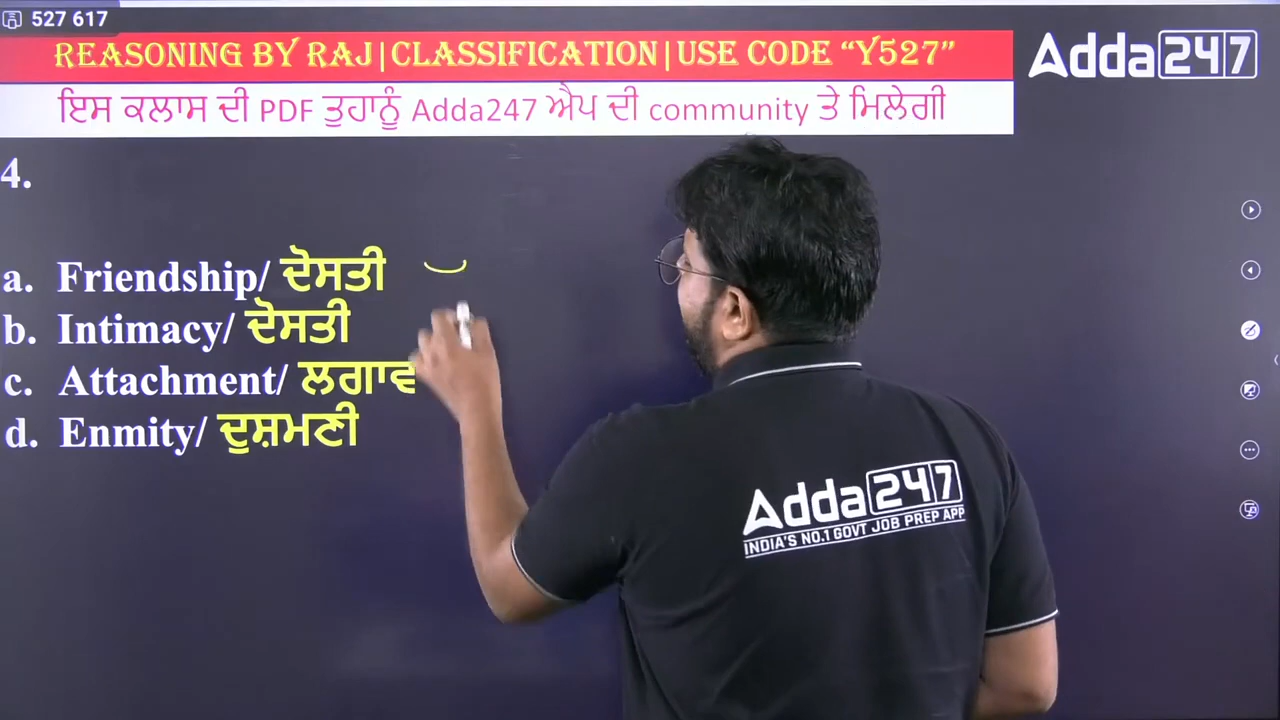 527 617
REASONING BY RAJ|CLASSIFICATION|USE CODE “Y527”
Adda247
ਇਸ ਕਲਾਸ ਦੀ PDF ਤੁਹਾਨੂੰ Adda247 ਐਪ ਦੀ community ਤੇ ਮਿਲੇਗੀ
4.
a. Friendship/ ਦੋਸਤੀ
b. Intimacy/ ਦੋਸਤੀ
c. Attachment/ ਲਗਾਵ
d. Enmity/ ਦੁਸ਼ਮਣੀ
Adda247
INDIA'S NO.1 GOVT JOB PREP APP